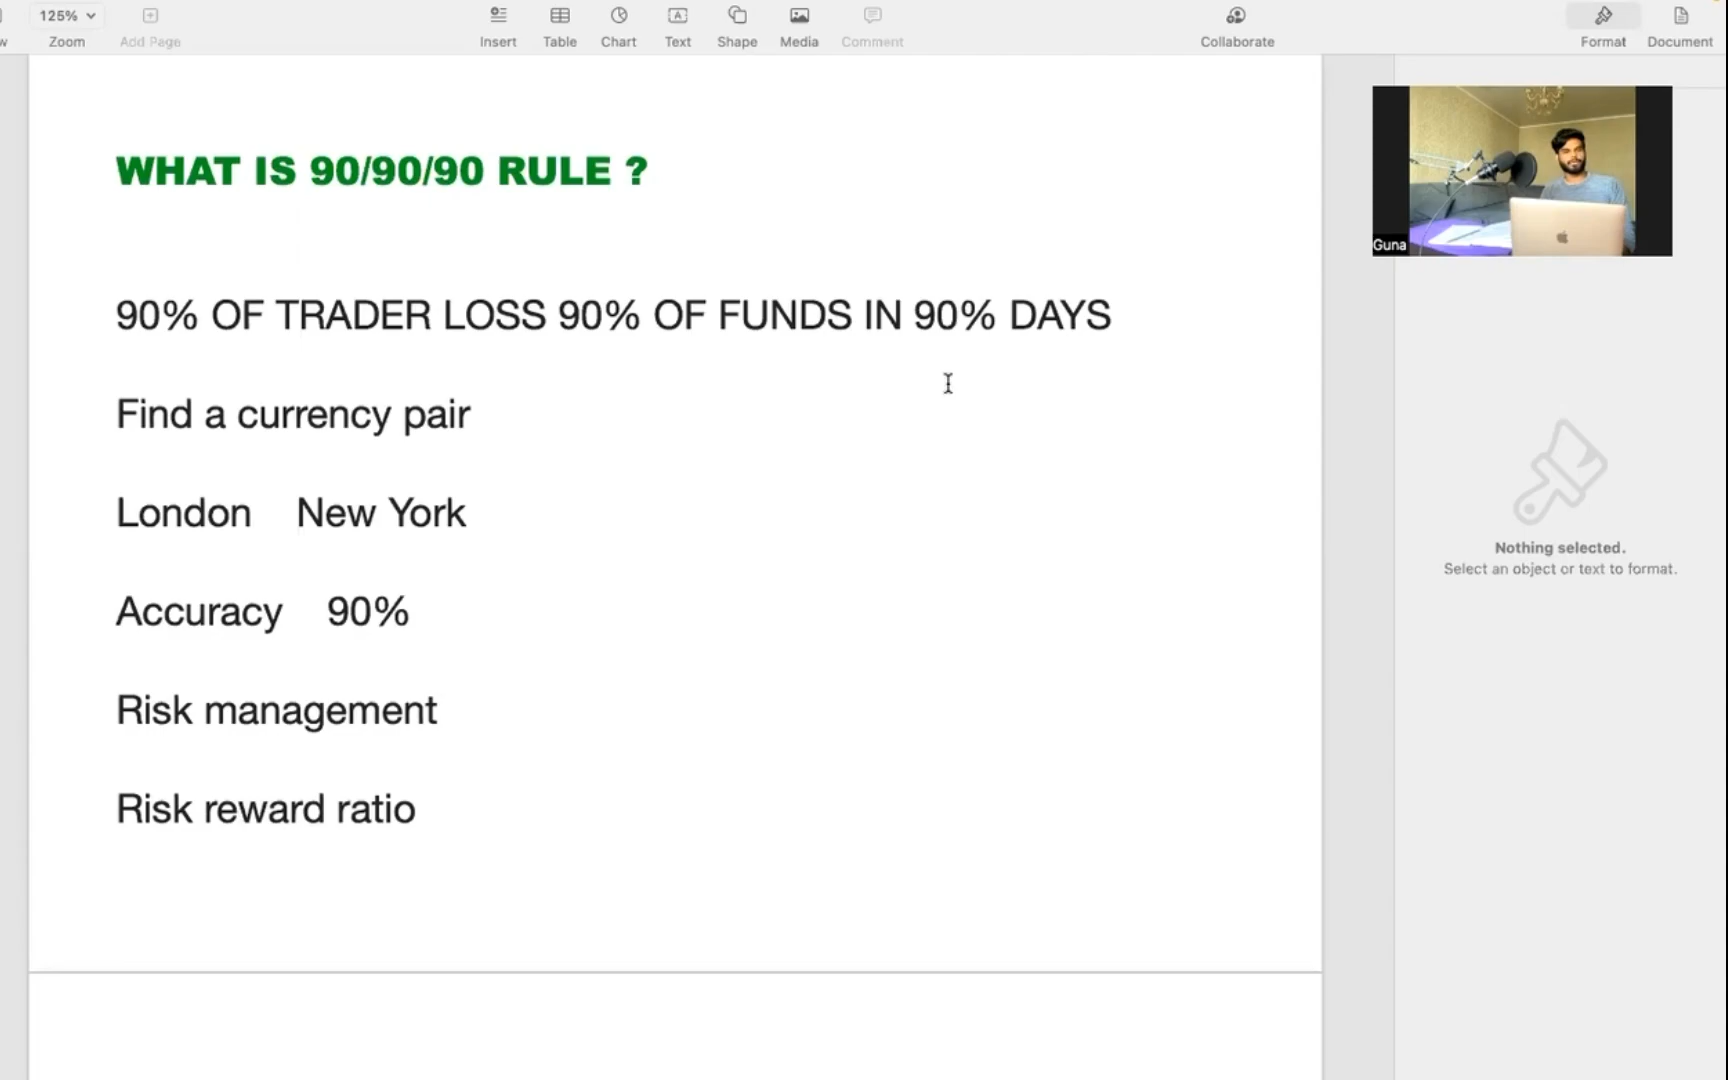 125%
Zoom
Add Page
Insert
Table
Chart
Text
Shape
Media
Comment
Collaborate
Format
Document
WHAT IS 90/90/90 RULE ?
90% OF TRADER LOSS 90% OF FUNDS IN 90% DAYS
Find a currency pair
London New York
Accuracy 90%
Risk management
Risk reward ratio
Guna
Nothing selected.
Select an object or text to format.